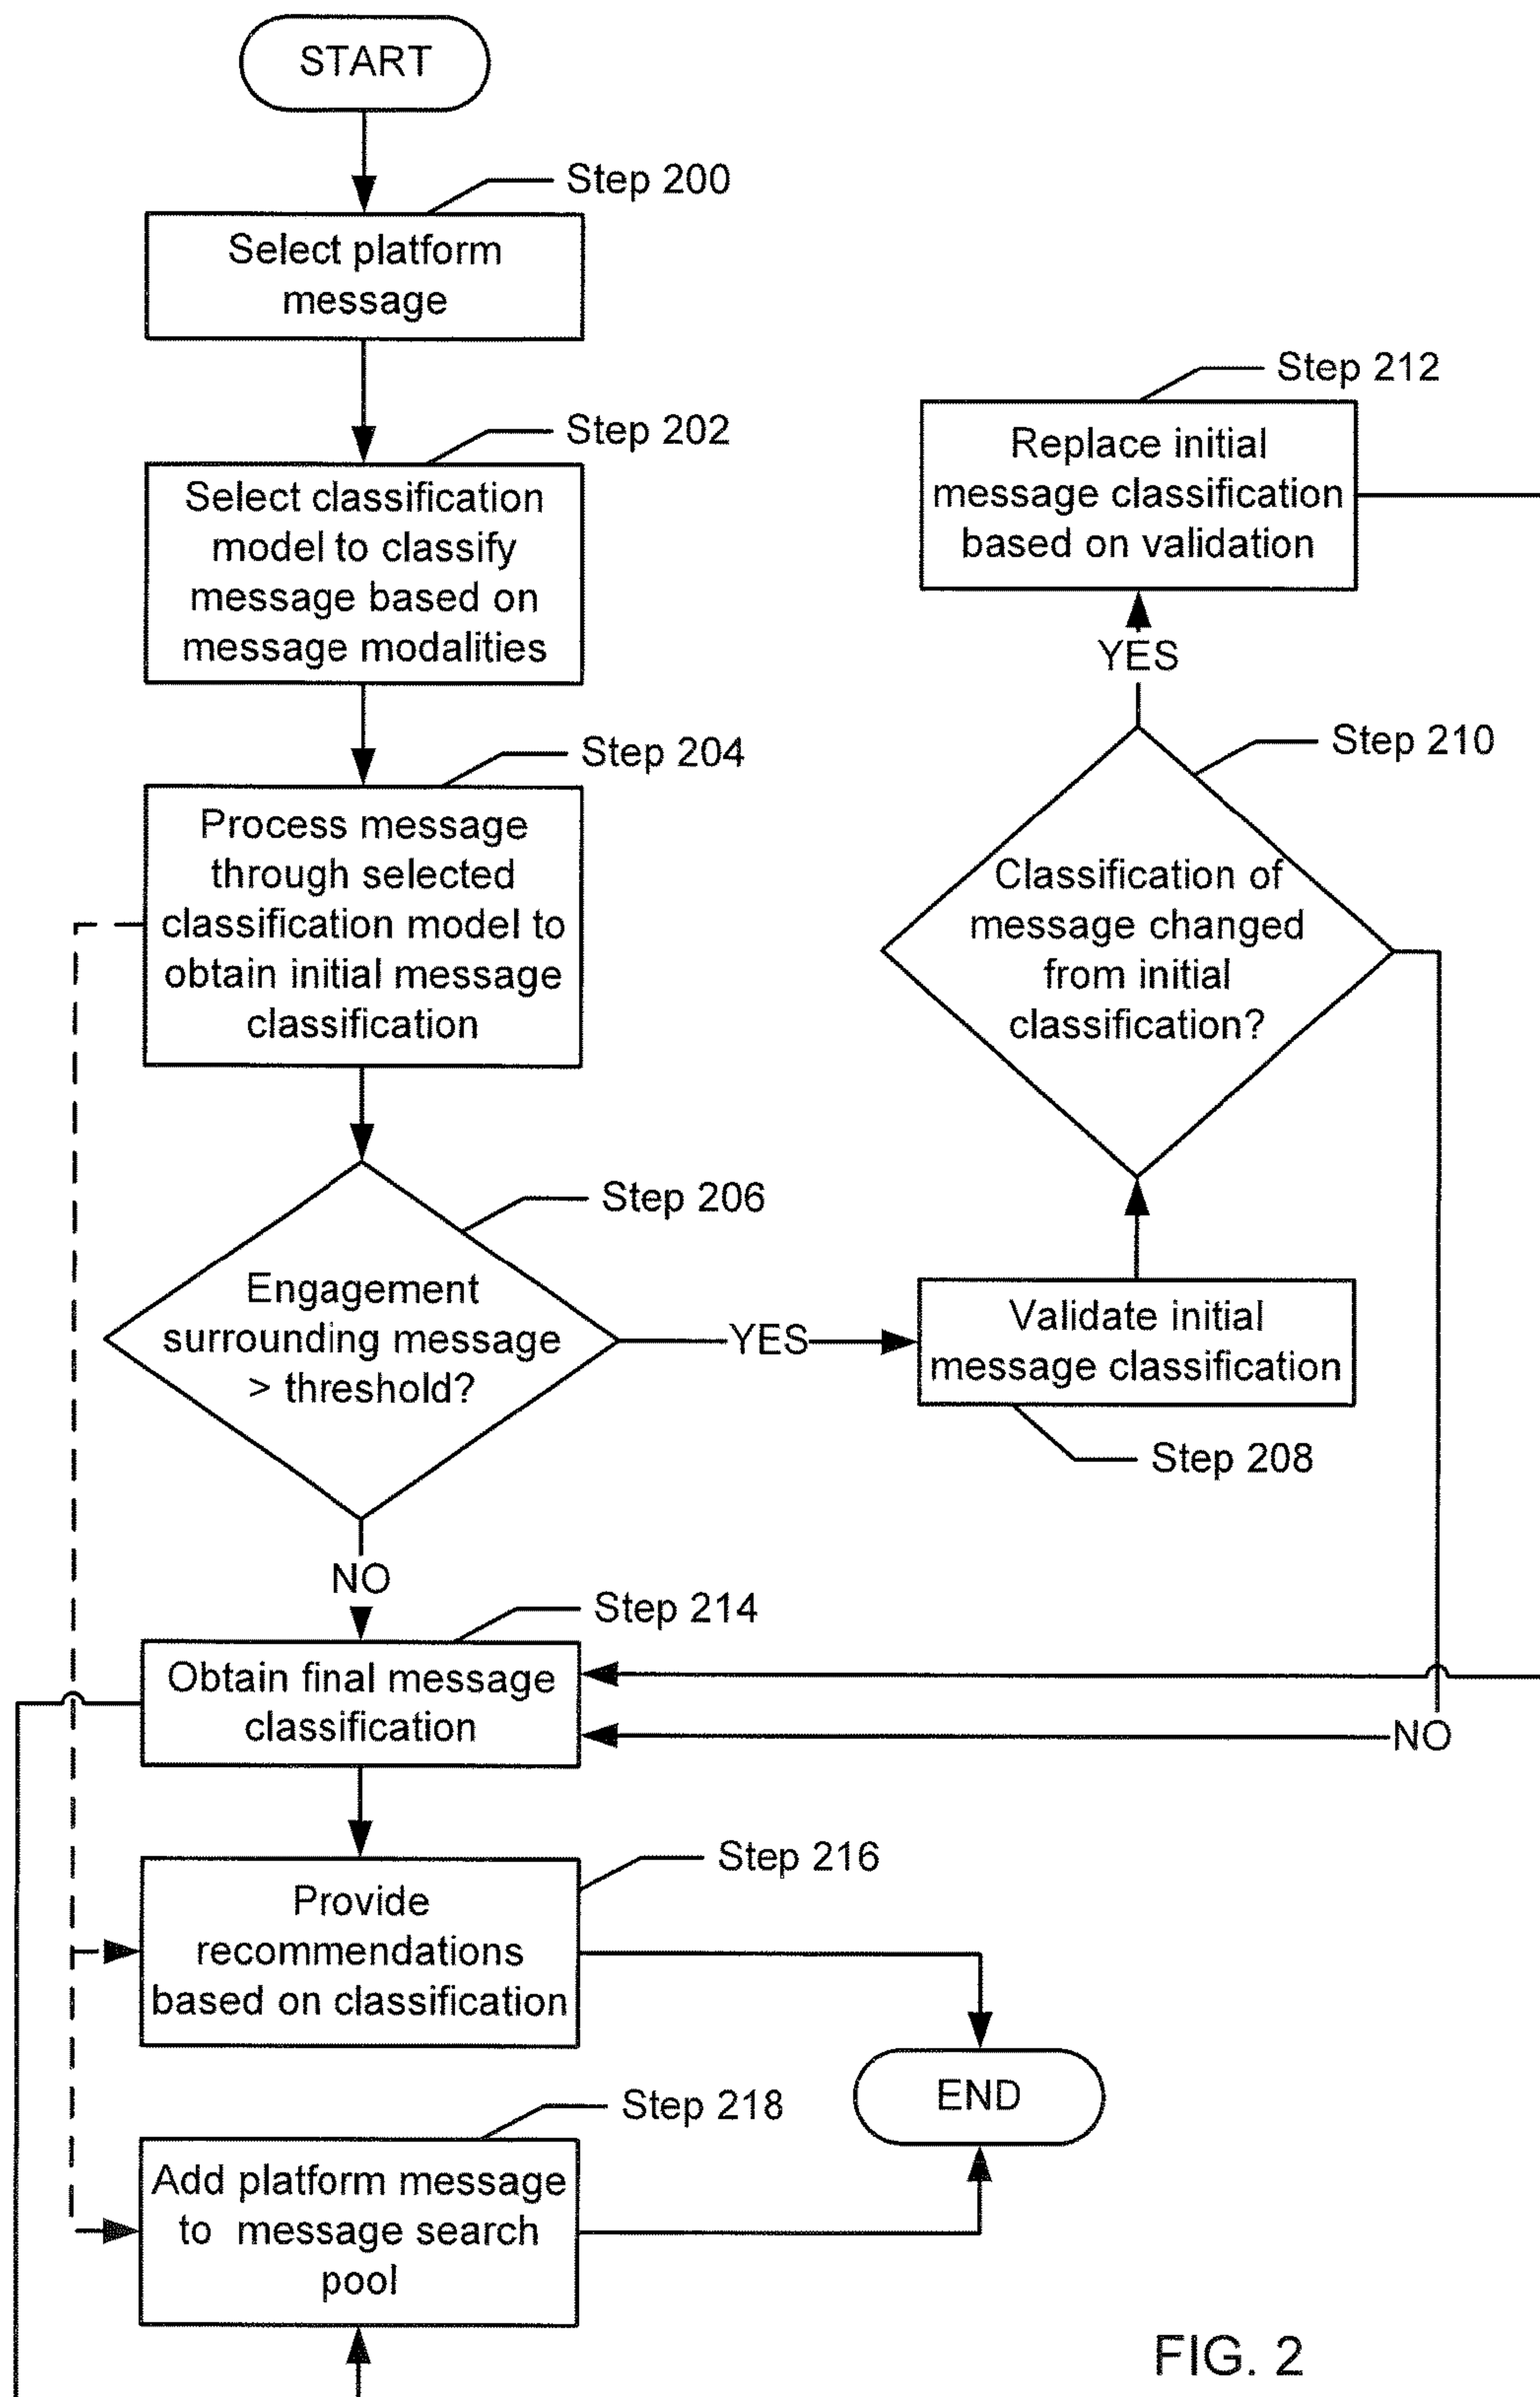 START
Step 200
Select platform
message
Step 202
Select classification
model to classify
message based on
message modalities
Step 204
Process message
through selected
classification model to
obtain initial message
classification
Step 206
Engagement
surrounding message
> threshold?
YES
NO
Validate initial
message classification
Step 208
Step 210
Classification of
message changed
from initial
classification?
YES
NO
Step 212
Replace initial
message classification
based on validation
Step 214
Obtain final message
classification
Step 216
Provide
recommendations
based on classification
Step 218
Add platform message
to message search
pool
END
FIG. 2